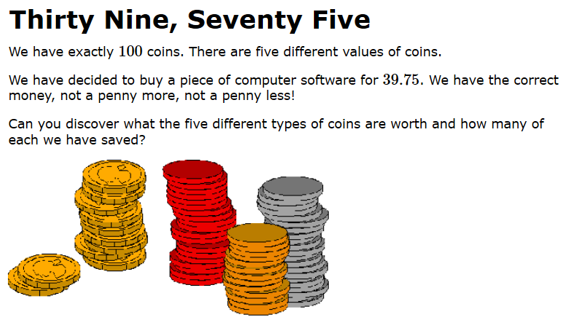 Thirty Nine, Seventy Five
We have exactly 100 coins. There are five different values of coins.
We have decided to buy a piece of computer software for 39.75. We have the correct
money, not a penny more, not a penny less!
Can you discover what the five different types of coins are worth and how many of
each we have saved?